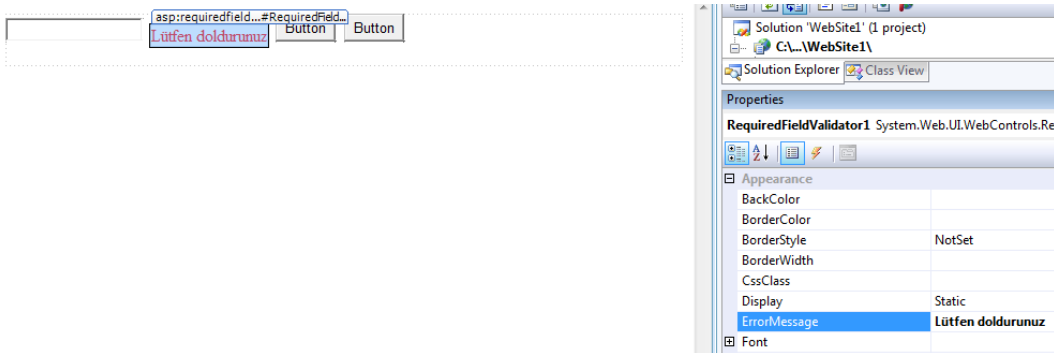 asp:requiredfield...#RequiredField...
Lütfen doldurunuz
Button
Button
Solution 'WebSite1' (1 project)
C:\...\WebSite1\
Solution Explorer
Class View
Properties
RequiredFieldValidator1 System.Web.UI.WebControls.Re
Appearance
BackColor
BorderColor
BorderStyle NotSet
BorderWidth
CssClass
Display Static
ErrorMessage Lütfen doldurunuz
Font